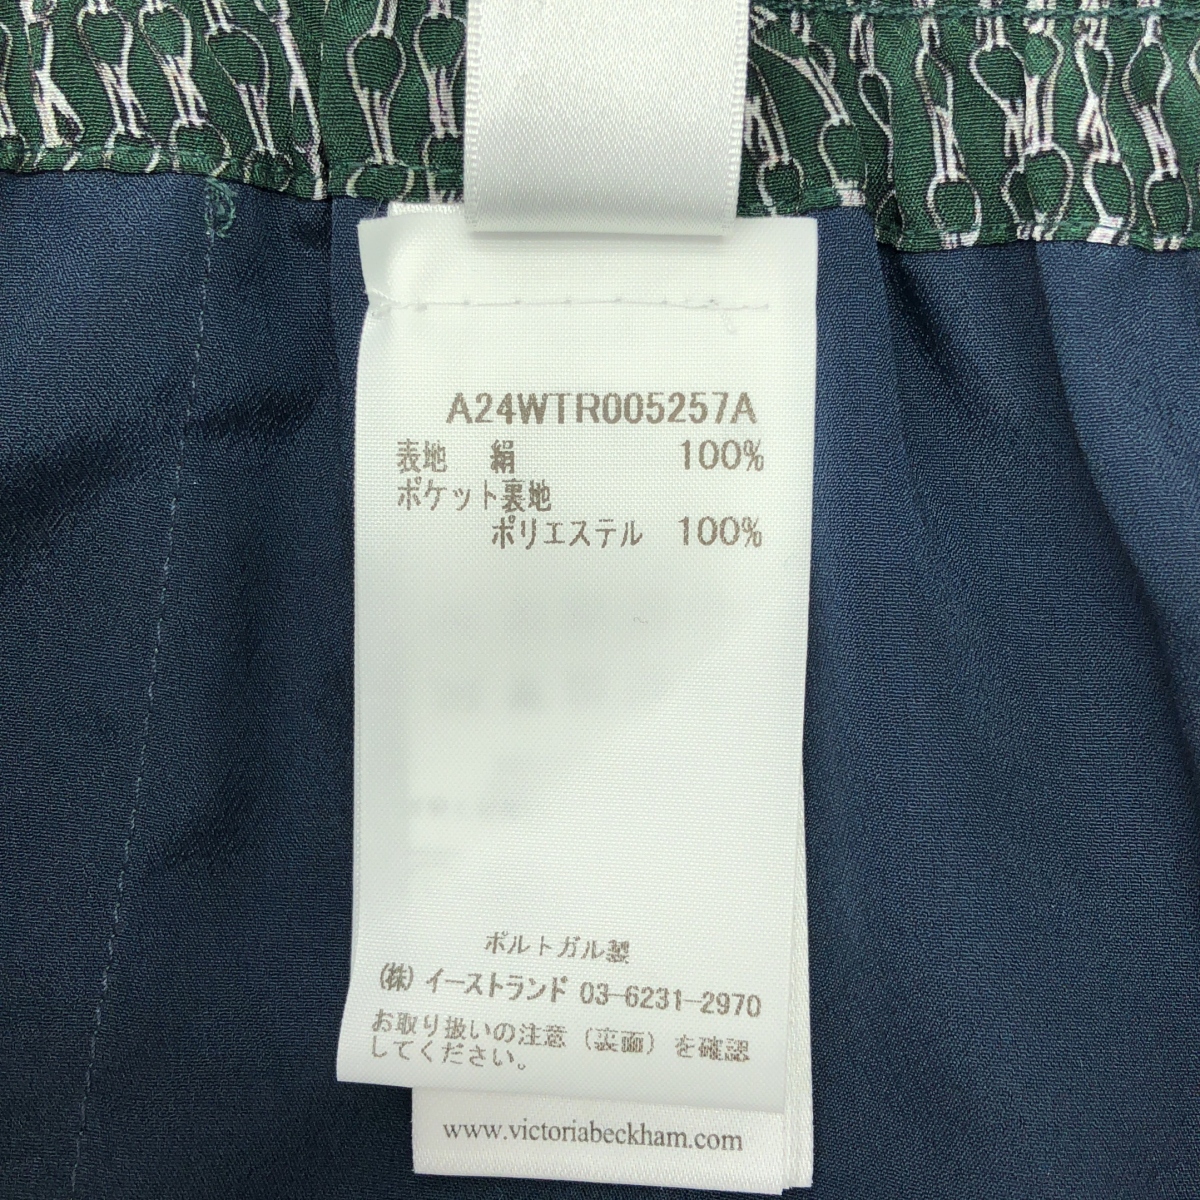 A24WTR005257A
表地 絹 100%
ポケット裏地
ポリエステル 100%
ポルトガル製
(株) イーストランド 03-6231-2970
お取り扱いの注意（裏面）を確認
してください。
www.victoriabeckham.com